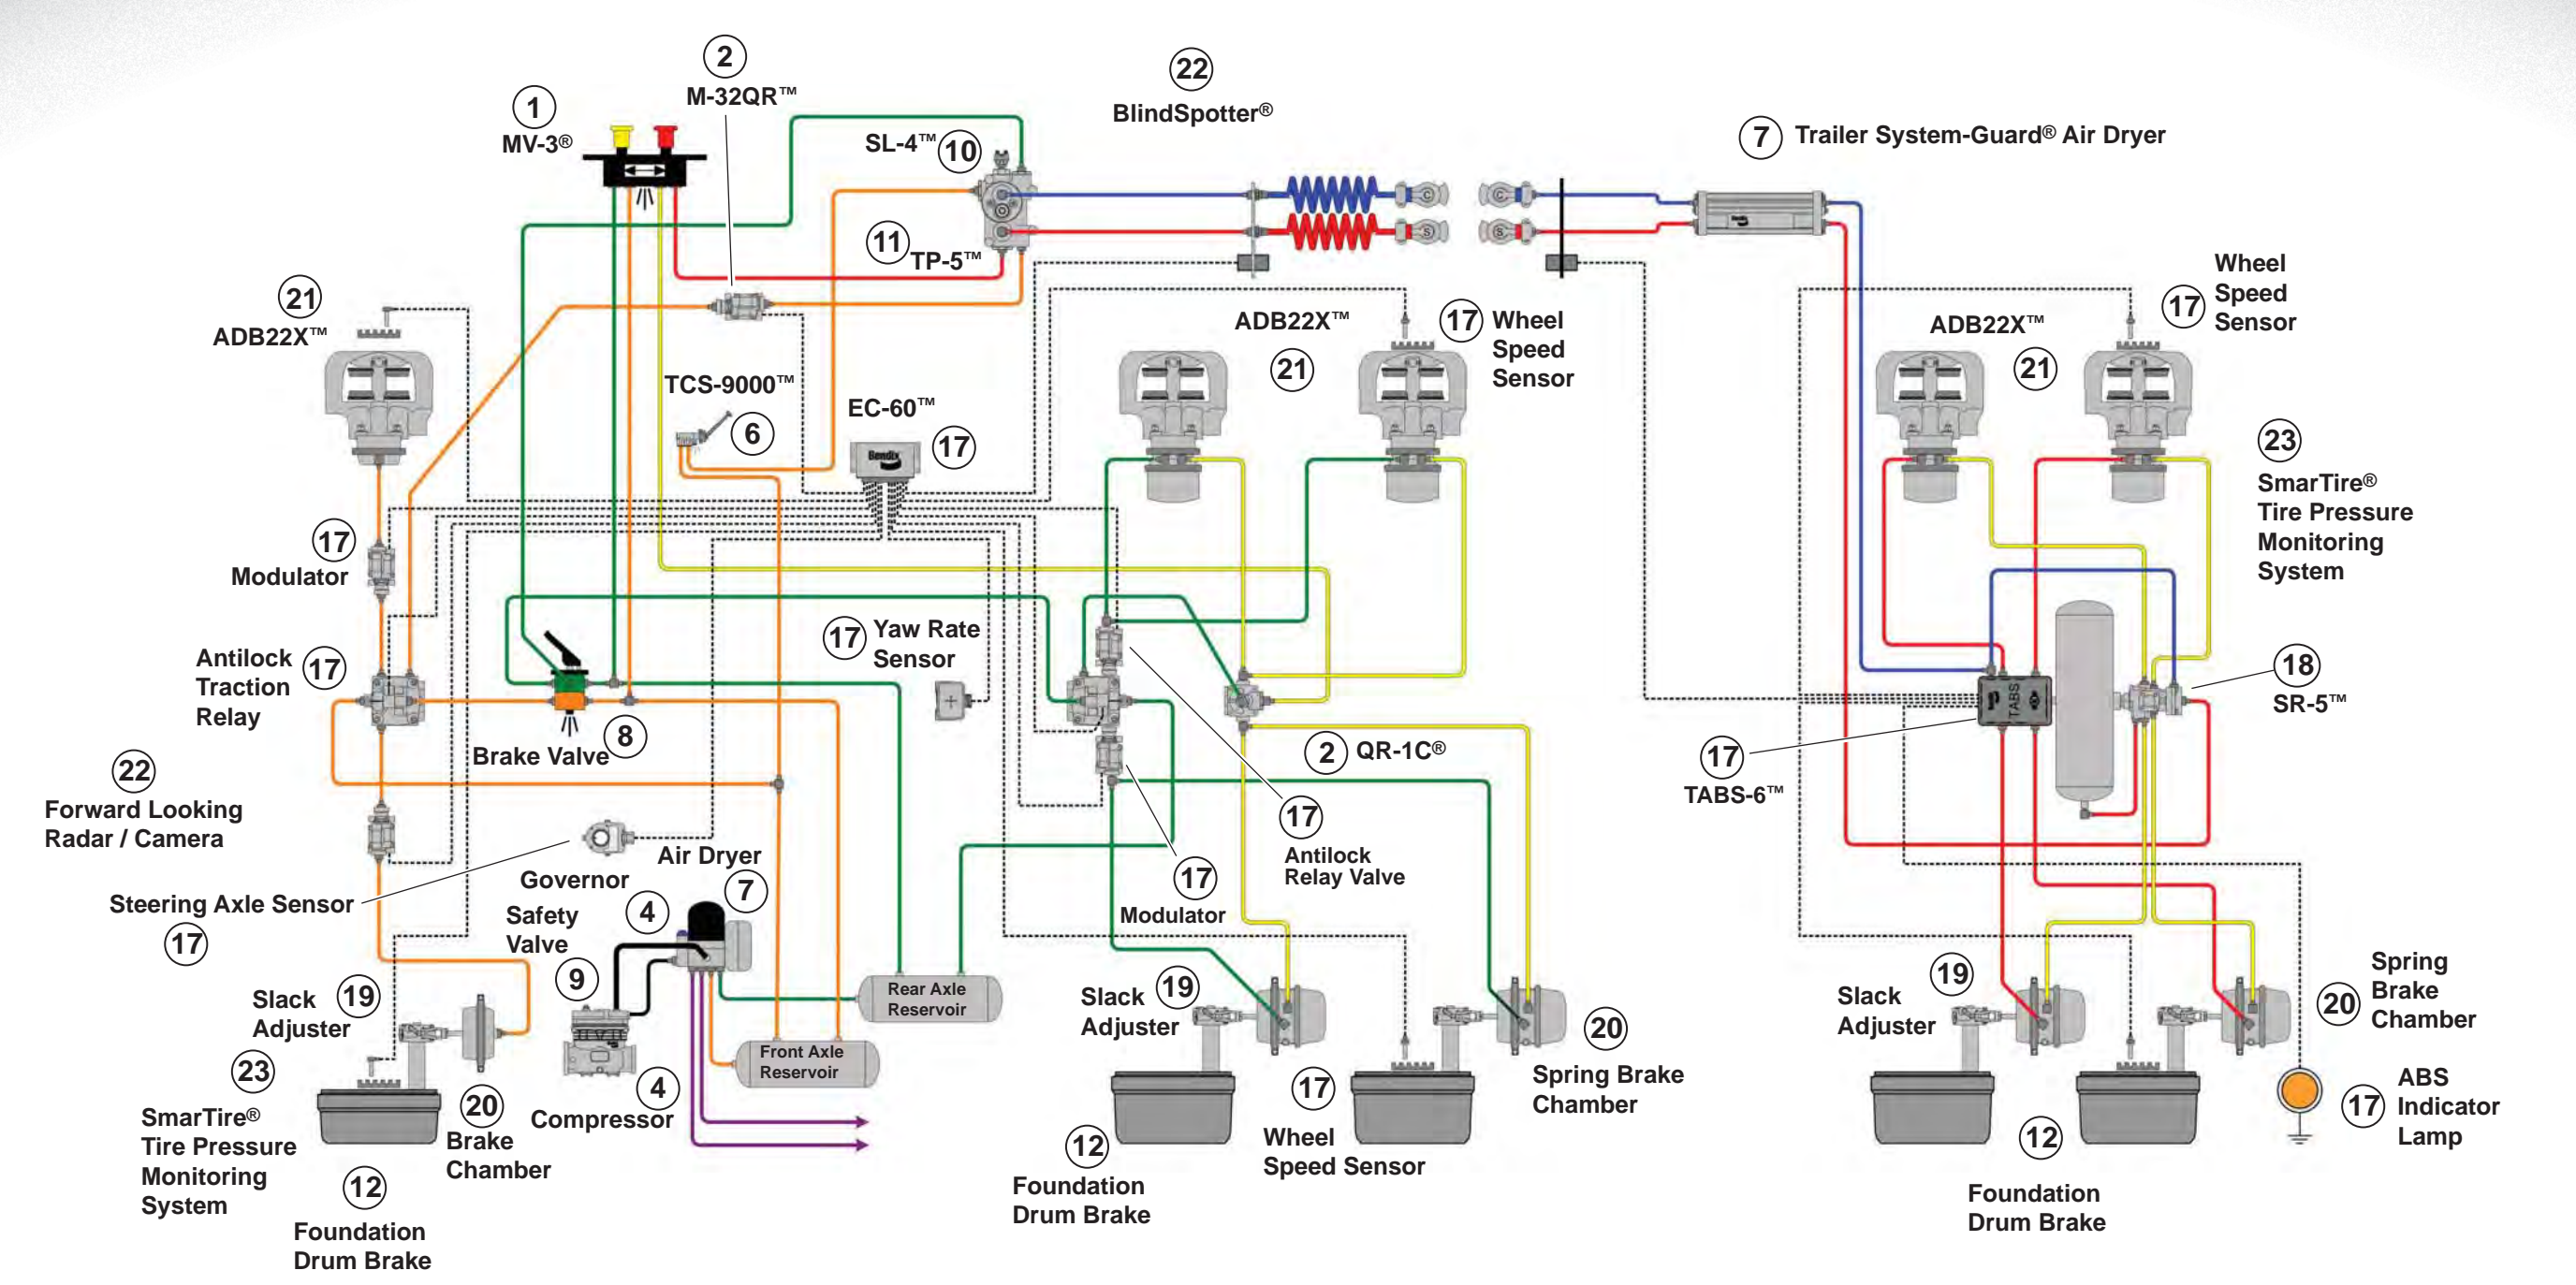 2
M-32QR™
1
MV-3®
SL-4™ 10
22
BlindSpotter®
7 Trailer System-Guard® Air Dryer
11
TP-5™
C
C
S
S
Bendix
21
ADB22X™
TCS-9000™
6
EC-60™
17
Bendix
ADB22X™
21
17 Wheel
Speed
Sensor
ADB22X™
21
Wheel
Speed
Sensor
17
23
SmarTire®
Tire Pressure
Monitoring
System
17
Modulator
Antilock
Traction
Relay
17
17 Yaw Rate
Sensor
Brake Valve
8
2 QR-1C®
Bendix
TABS
18
SR-5™
17
TABS-6™
22
Forward Looking
Radar / Camera
Steering Axle Sensor
17
Governor
4
Safety
Valve
9
Air Dryer
7
17
Antilock
Relay Valve
17
Modulator
Slack
Adjuster
19
23
SmarTire®
Tire Pressure
Monitoring
System
20
Brake
Chamber
12
Foundation
Drum Brake
4
Compressor
Rear Axle
Reservoir
Front Axle
Reservoir
Slack
Adjuster
19
12
Foundation
Drum Brake
17
Wheel
Speed Sensor
20
Spring Brake
Chamber
Slack
Adjuster
19
12
Foundation
Drum Brake
Spring
Brake
Chamber
20
17
ABS
Indicator
Lamp